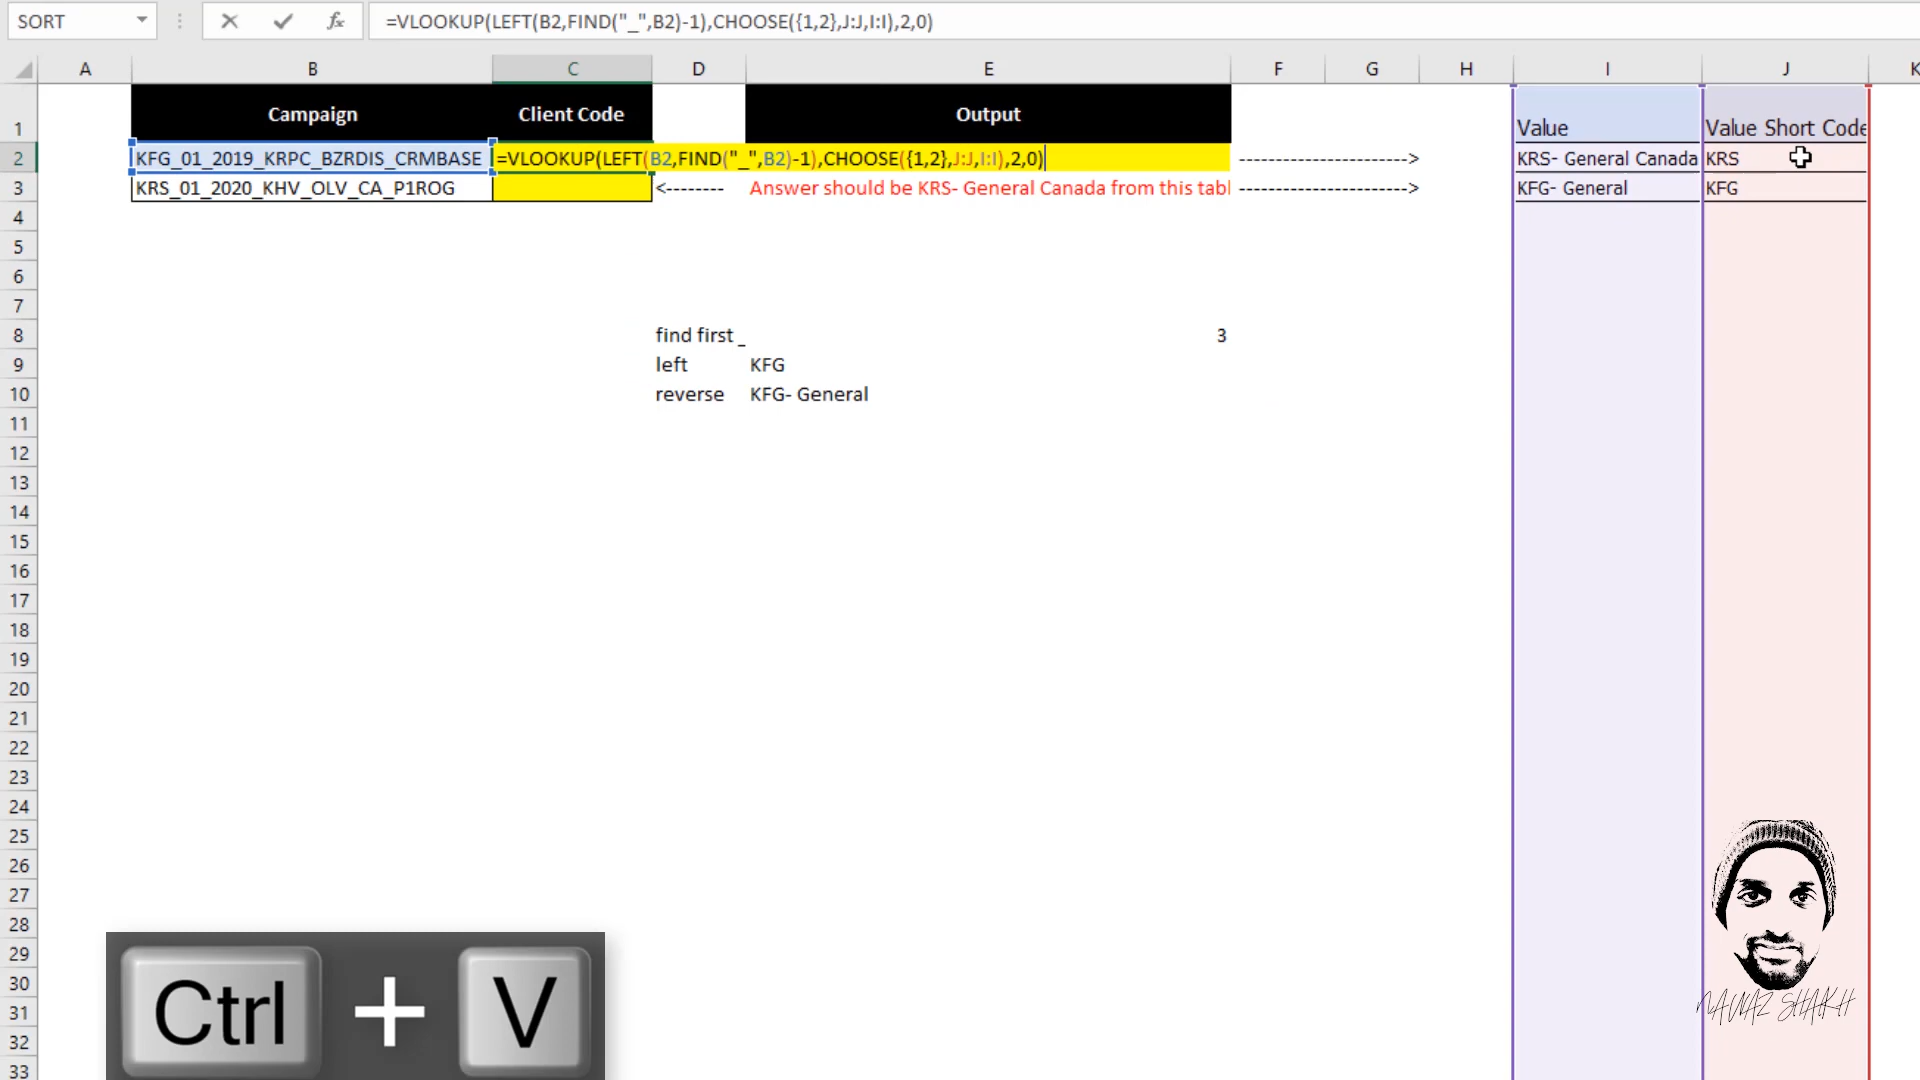 SORT
fx
=VLOOKUP(LEFT(B2,FIND("_",B2)-1),CHOOSE({1,2},J:J,I:I),2,0)
A B C D E F G H I J K
1 Campaign Client Code Output Value Value Short Code
2 KFG_01_2019_KRPC_BZRDIS_CRMBASE =VLOOKUP(LEFT(B2,FIND("_",B2)-1),CHOOSE({1,2},J:J,I:I),2,0) ----------------------> KRS- General Canada KRS
3 KRS_01_2020_KHV_OLV_CA_P1ROG <-------- Answer should be KRS- General Canada from this tabl ----------------------> KFG- General KFG
4
5
6
7
8 find first _ 3
9 left KFG
10 reverse KFG- General
11
12
13
14
15
16
17
18
19
20
21
22
23
24
25
26
27
28
29
30
31
32
33
NAWAZ SHAIKH
Ctrl + V